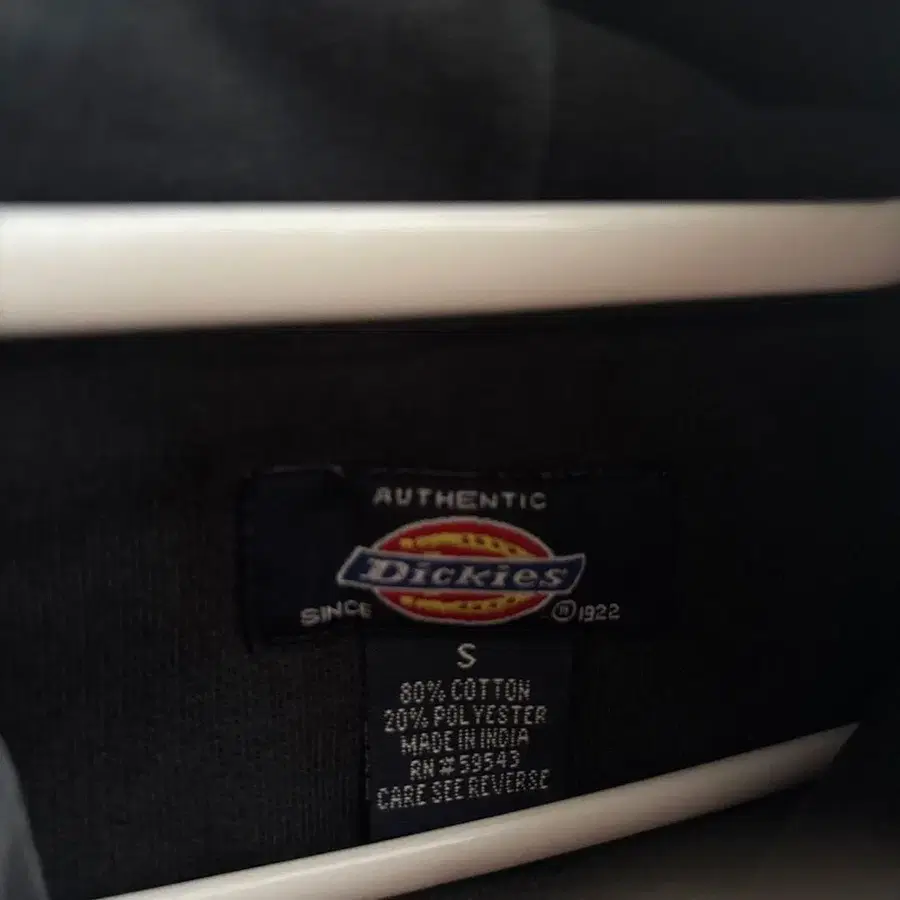 AUTHENTIC
Dickies
SINCE ® 1922
S
80% COTTON
20% POLYESTER
MADE IN INDIA
RN #59543
CARE SEE REVERSE